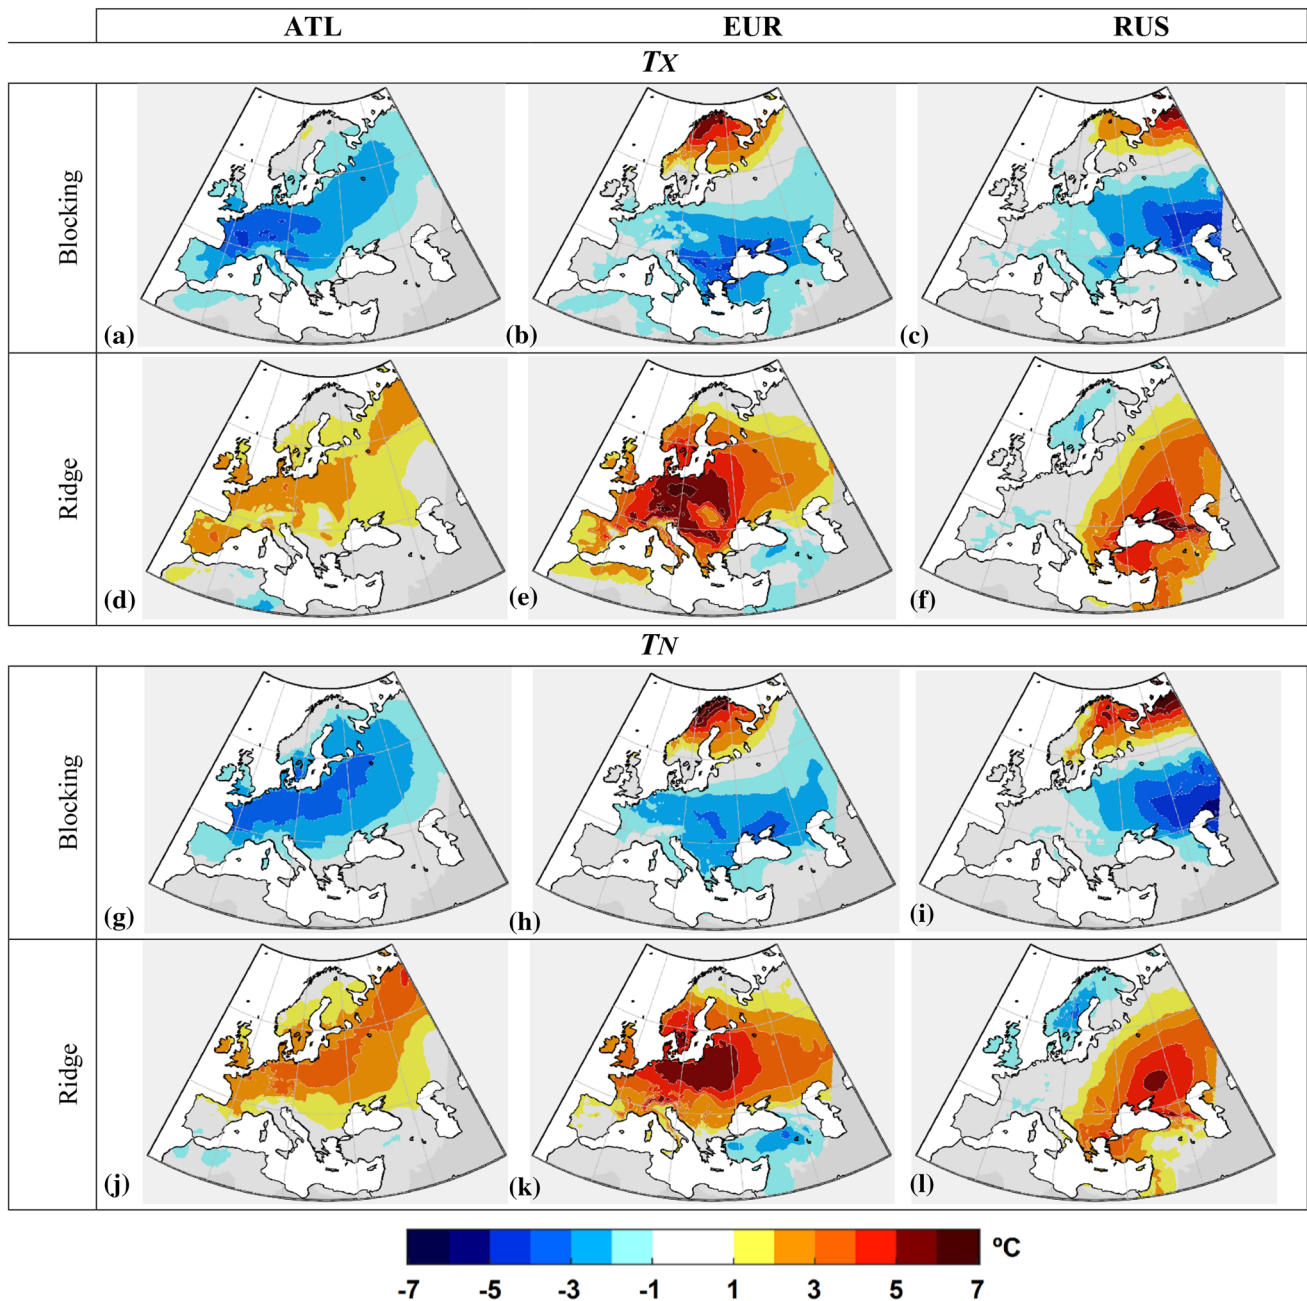 ATL EUR RUS
TX
Blocking
(a) (b) (c)
Ridge
(d) (e) (f)
TN
Blocking
(g) (h) (i)
Ridge
(j) (k) (l)
ºC
-7 -5 -3 -1 1 3 5 7